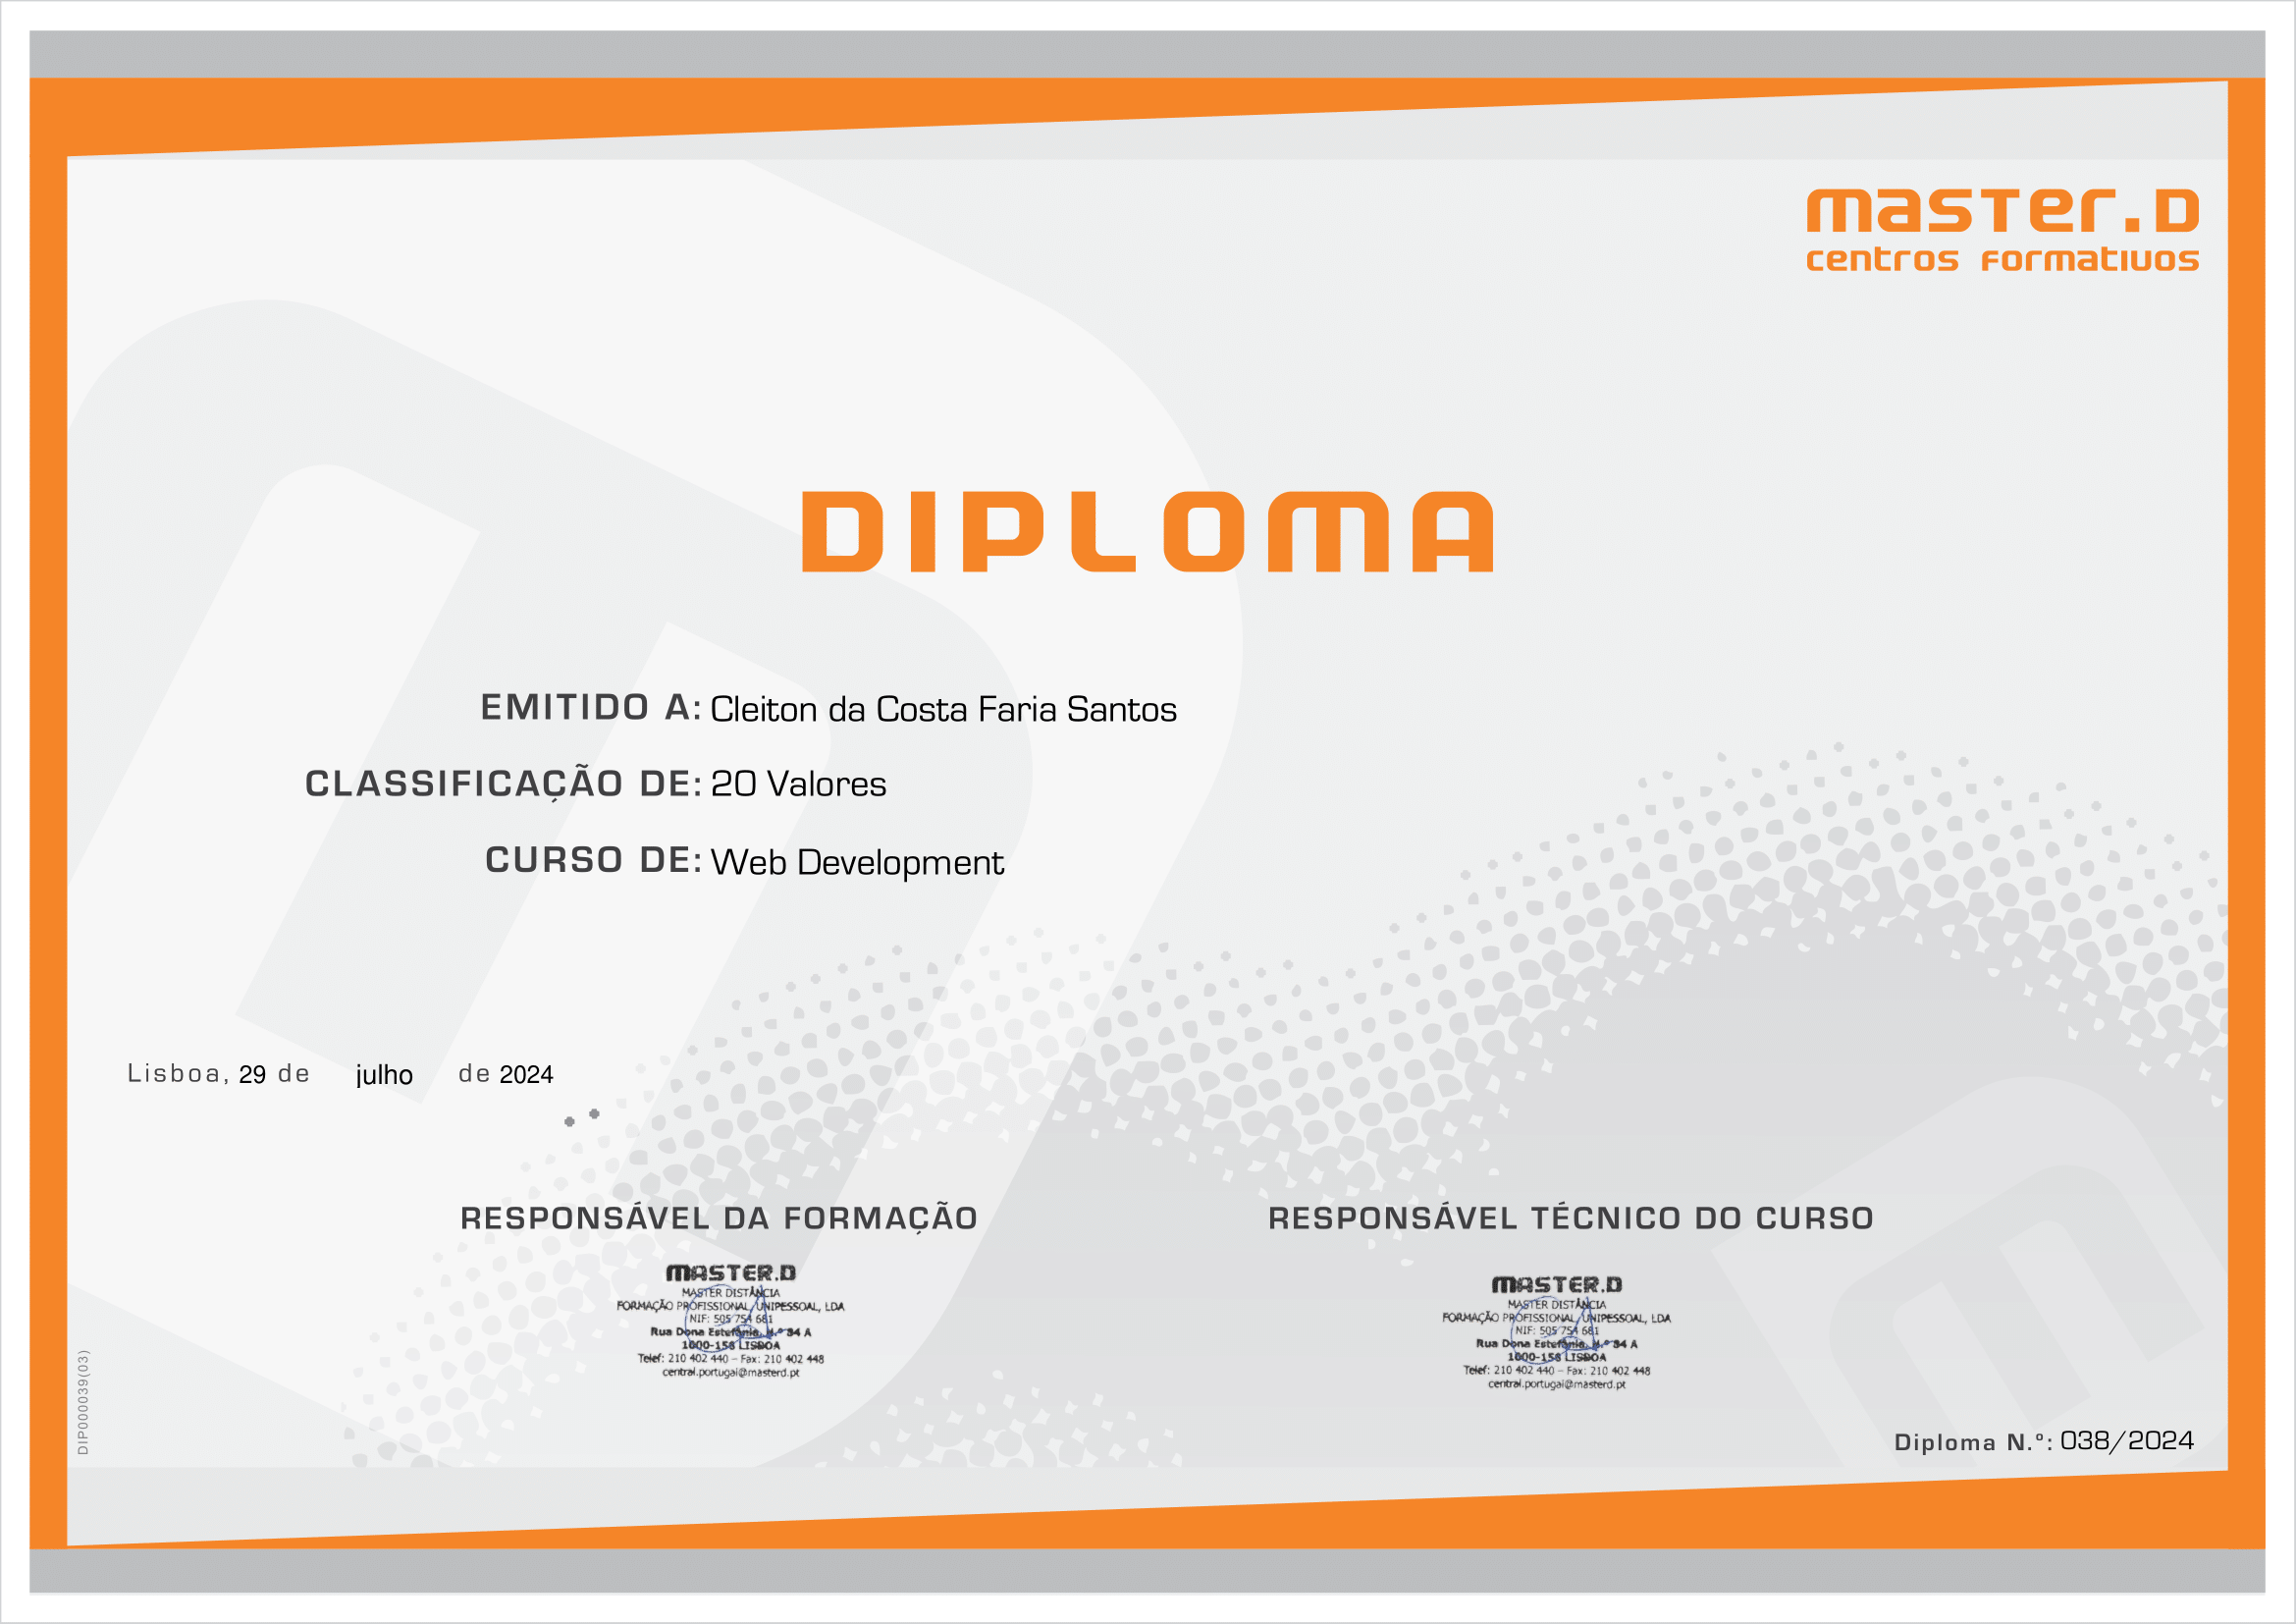 master.D
centros formativos
DIPLOMA
EMITIDO A: Cleiton da Costa Faria Santos
CLASSIFICAÇÃO DE: 20 Valores
CURSO DE: Web Development
Lisboa, 29 de julho de 2024
RESPONSÁVEL DA FORMAÇÃO
MASTER.D
MASTER DISTÂNCIA
FORMAÇÃO PROFISSIONAL, UNIPESSOAL, LDA
NIF: 505 754 681
Rua Dona Estefânia, N.º 84 A
1000-158 LISBOA
Telef: 210 402 440 – Fax: 210 402 448
central.portugal@masterd.pt
RESPONSÁVEL TÉCNICO DO CURSO
MASTER.D
MASTER DISTÂNCIA
FORMAÇÃO PROFISSIONAL, UNIPESSOAL, LDA
NIF: 505 754 681
Rua Dona Estefânia, N.º 84 A
1000-158 LISBOA
Telef: 210 402 440 – Fax: 210 402 448
central.portugal@masterd.pt
DIP000039(03)
Diploma N.º: 038/2024